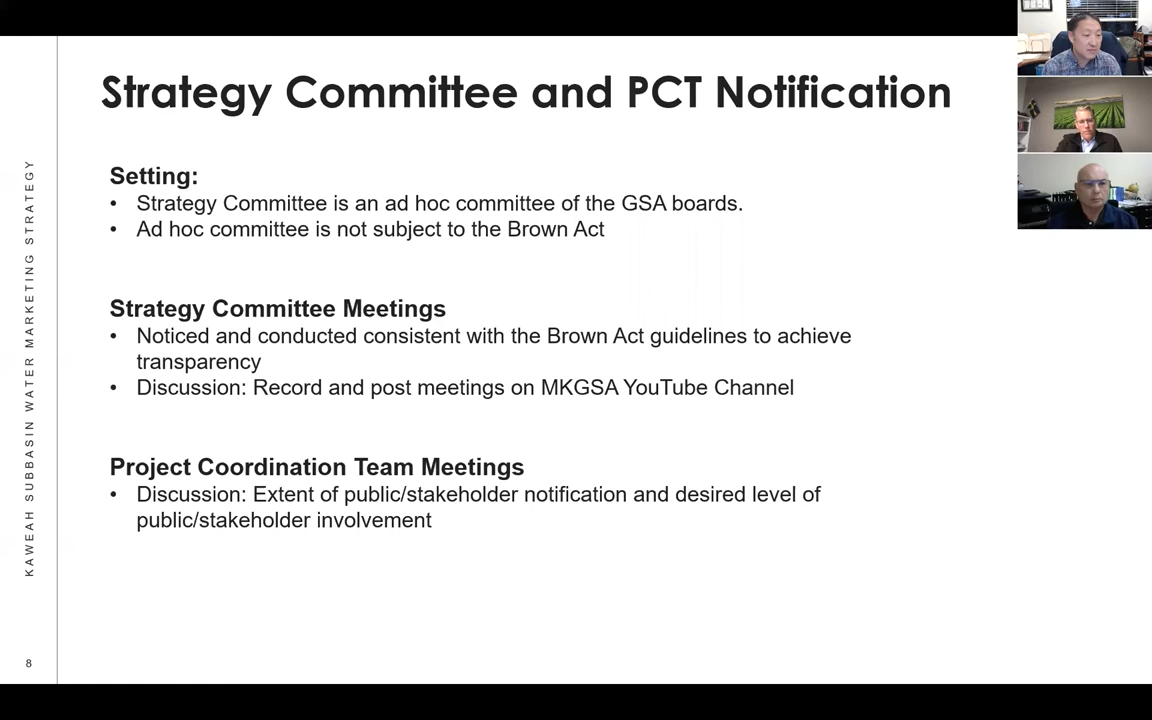 Strategy Committee and PCT Notification
Setting:
• Strategy Committee is an ad hoc committee of the GSA boards.
• Ad hoc committee is not subject to the Brown Act
Strategy Committee Meetings
• Noticed and conducted consistent with the Brown Act guidelines to achieve
transparency
• Discussion: Record and post meetings on MKGSA YouTube Channel
Project Coordination Team Meetings
• Discussion: Extent of public/stakeholder notification and desired level of
public/stakeholder involvement
KAWEAH SUBBASIN WATER MARKETING STRATEGY
8